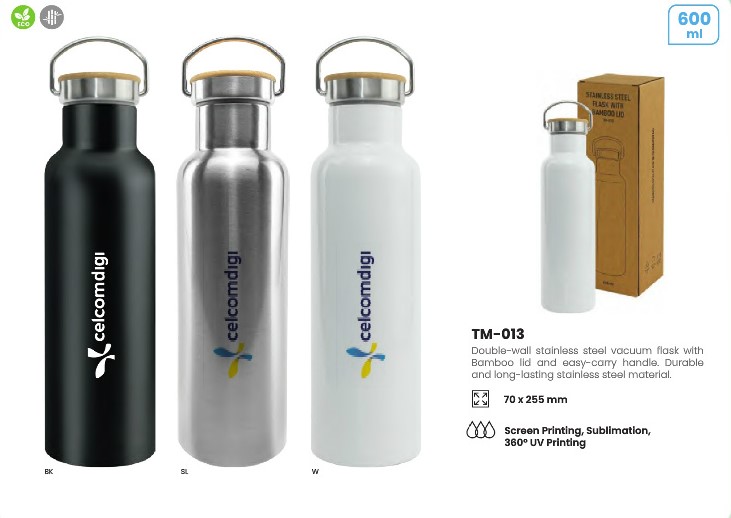 ECO
600
ml
celcomdigi
celcomdigi
celcomdigi
STAINLESS STEEL
FLASK WITH
BAMBOO LID
TM-013
Double-wall stainless steel vacuum flask with
Bamboo lid and easy-carry handle. Durable
and long-lasting stainless steel material.
70 x 255 mm
Screen Printing, Sublimation,
360° UV Printing
BK
SL
W